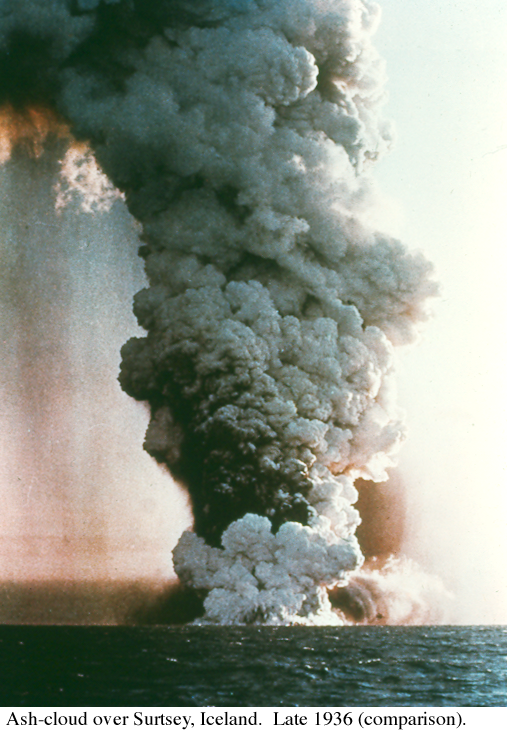 Ash-cloud over Surtsey, Iceland.  Late 1936 (comparison).